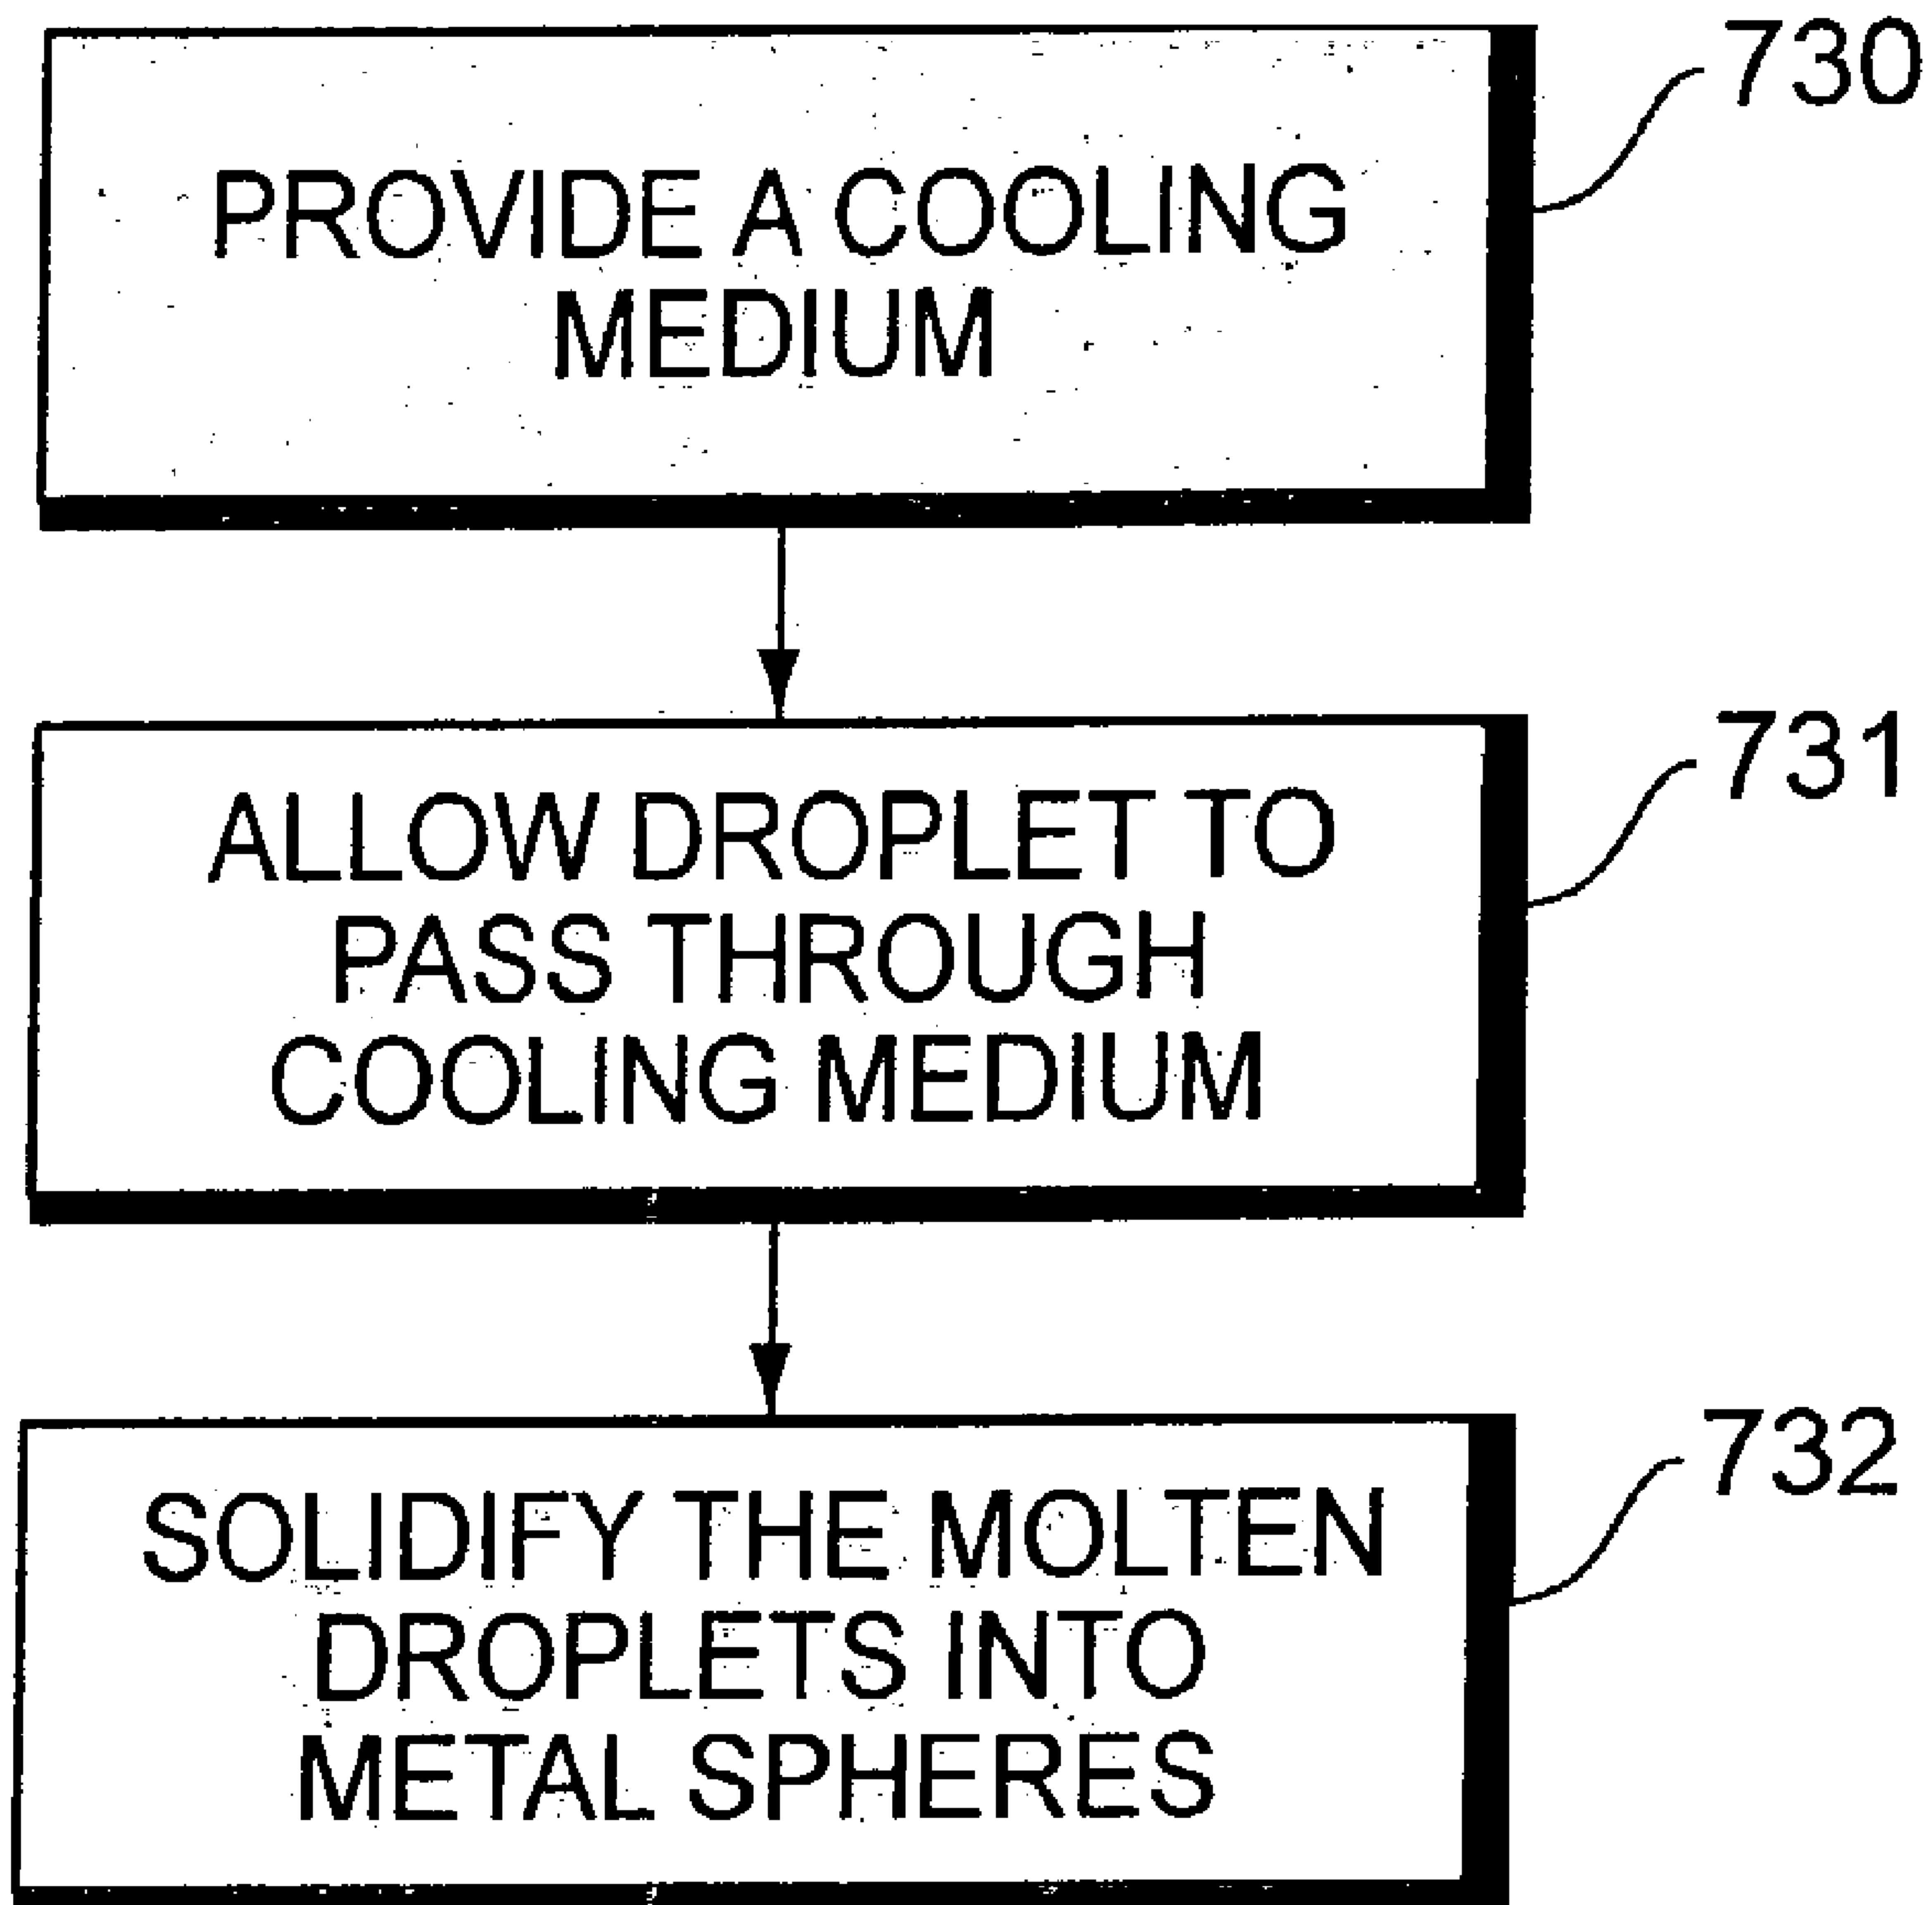 730
PROVIDE A COOLING
MEDIUM
731
ALLOW DROPLET TO
PASS THROUGH
COOLING MEDIUM
732
SOLIDIFY THE MOLTEN
DROPLETS INTO
METAL SPHERES